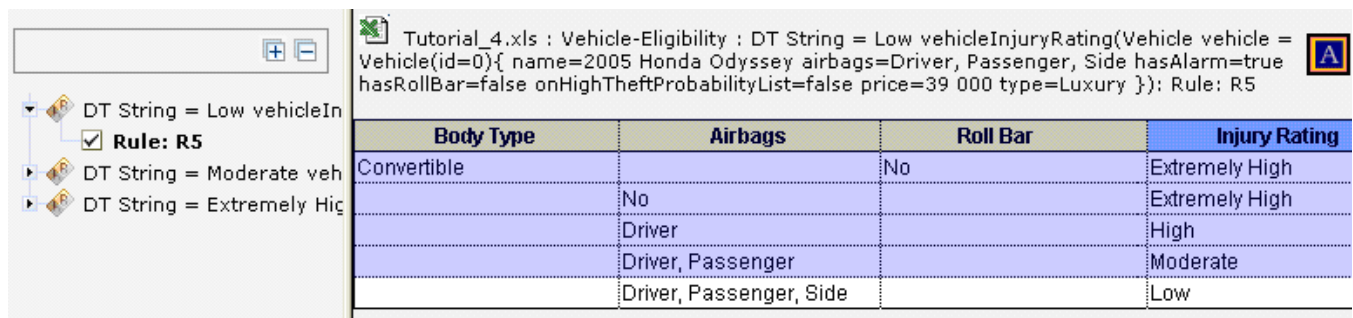 DT String = Low vehicleIn
Rule: R5
DT String = Moderate veh
DT String = Extremely Hig
Tutorial_4.xls : Vehicle-Eligibility : DT String = Low vehicleInjuryRating(Vehicle vehicle =
Vehicle(id=0){ name=2005 Honda Odyssey airbags=Driver, Passenger, Side hasAlarm=true
hasRollBar=false onHighTheftProbabilityList=false price=39 000 type=Luxury }): Rule: R5
A
Body Type Airbags Roll Bar Injury Rating
Convertible No Extremely High
No Extremely High
Driver High
Driver, Passenger Moderate
Driver, Passenger, Side Low